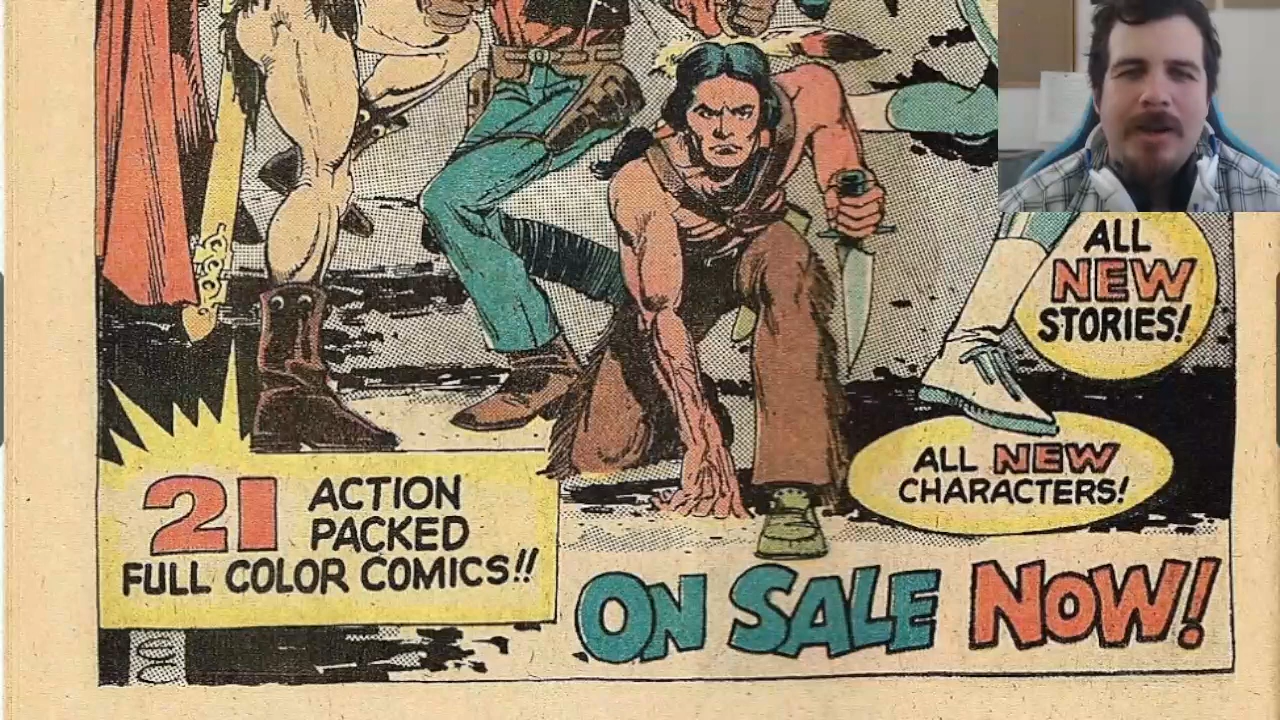 ALL
NEW
STORIES!
ALL NEW
CHARACTERS!
21 ACTION
PACKED
FULL COLOR COMICS!!
ON SALE NOW!